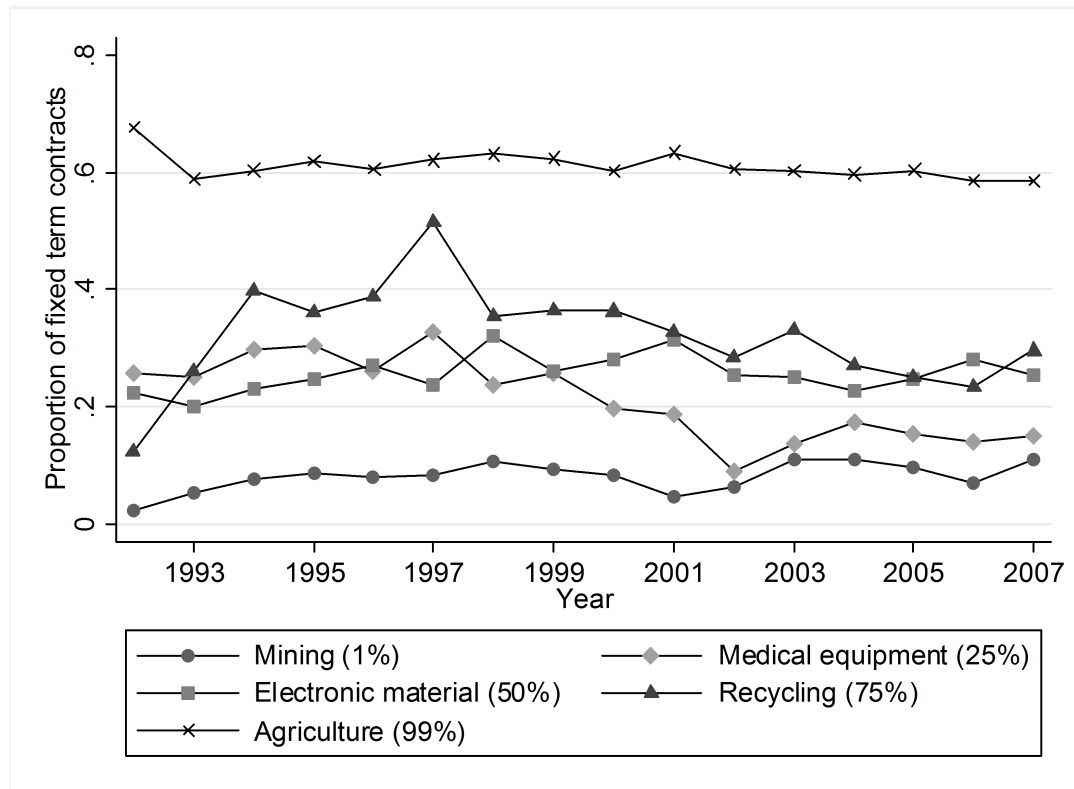 .8
.6
.4
.2
0
Proportion of fixed term contracts
1993 1995 1997 1999 2001 2003 2005 2007
Year
Mining (1%) Medical equipment (25%)
Electronic material (50%) Recycling (75%)
Agriculture (99%)